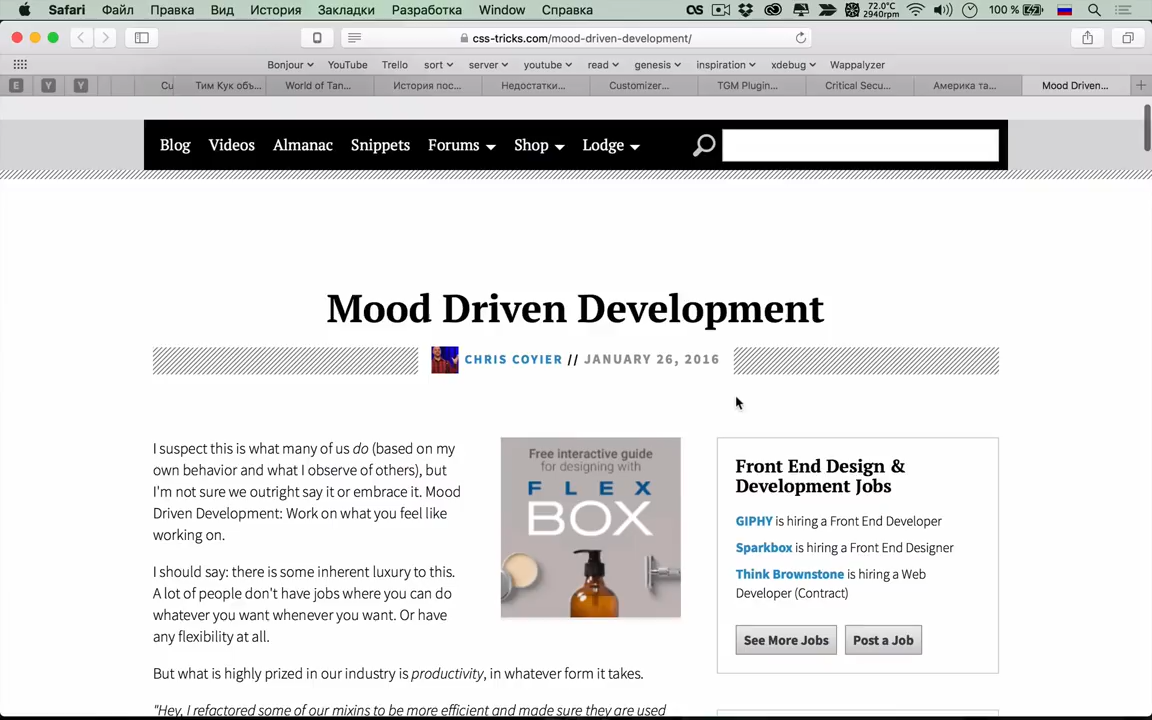 Safari Файл Правка Вид История Закладки Разработка Window Справка
72.0°C
2940rpm
100 %
css-tricks.com/mood-driven-development/
Bonjour YouTube Trello sort server youtube read genesis inspiration xdebug Wappalyzer
E Y Y Cu Тим Кук объ... World of Tan... История пос... Недостатки... Customizer... TGM Plugin... Critical Secu... Америка та... Mood Driven...
Blog Videos Almanac Snippets Forums Shop Lodge
Mood Driven Development
CHRIS COYIER // JANUARY 26, 2016
I suspect this is what many of us do (based on my
own behavior and what I observe of others), but
I'm not sure we outright say it or embrace it. Mood
Driven Development: Work on what you feel like
working on.
I should say: there is some inherent luxury to this.
A lot of people don't have jobs where you can do
whatever you want whenever you want. Or have
any flexibility at all.
But what is highly prized in our industry is productivity, in whatever form it takes.
"Hey, I refactored some of our mixins to be more efficient and made sure they are used
Free interactive guide
for designing with
FLEX
BOX
Front End Design &
Development Jobs
GIPHY is hiring a Front End Developer
Sparkbox is hiring a Front End Designer
Think Brownstone is hiring a Web
Developer (Contract)
See More Jobs Post a Job